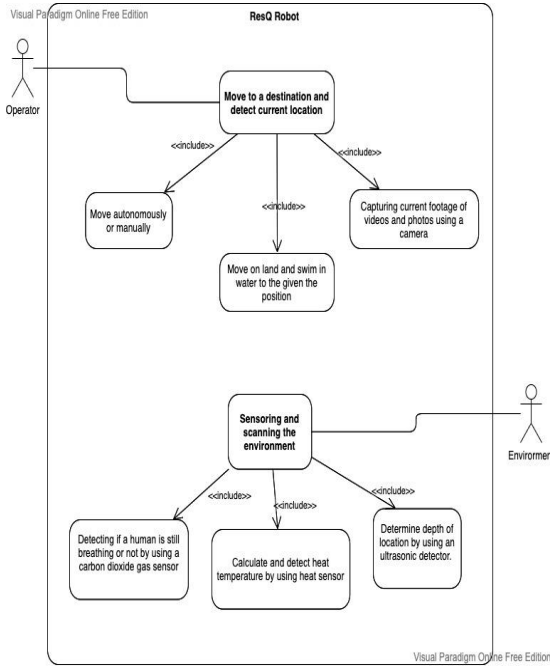 Visual Paradigm Online Free Edition
ResQ Robot
Operator
Move to a destination and
detect current location
<<include>>
<<include>>
<<include>>
Move autonomously
or manually
Capturing current footage of
videos and photos using a
camera
Move on land and swim in
water to the given the
position
Sensoring and
scanning the
environment
Envirormer
<<include>>
<<include>>
<<include>>
Detecting if a human is still
breathing or not by using a
carbon dioxide gas sensor
Calculate and detect heat
temperature by using heat sensor
Determine depth of
location by using an
ultrasonic detector.
Visual Paradigm Online Free Edition